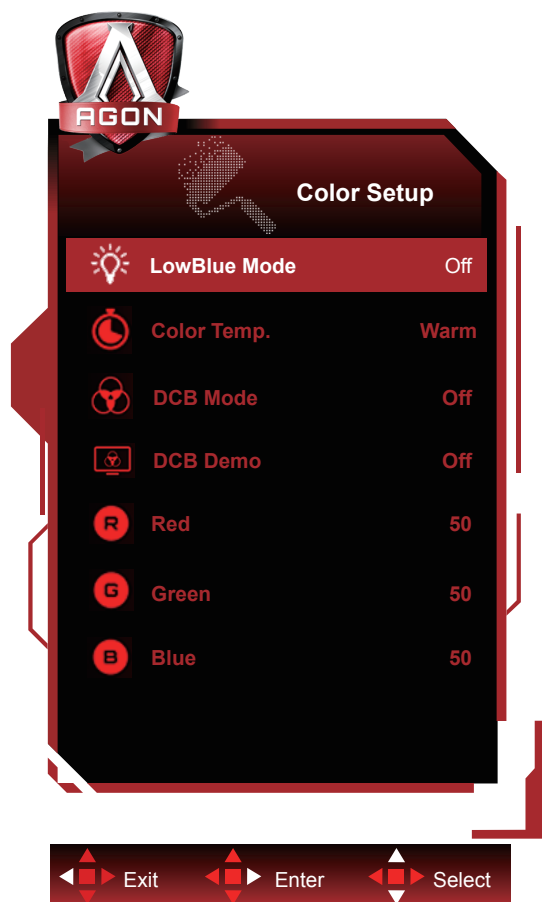 AGON
Color Setup
LowBlue Mode Off
Color Temp. Warm
DCB Mode Off
DCB Demo Off
R Red 50
G Green 50
B Blue 50
Exit Enter Select